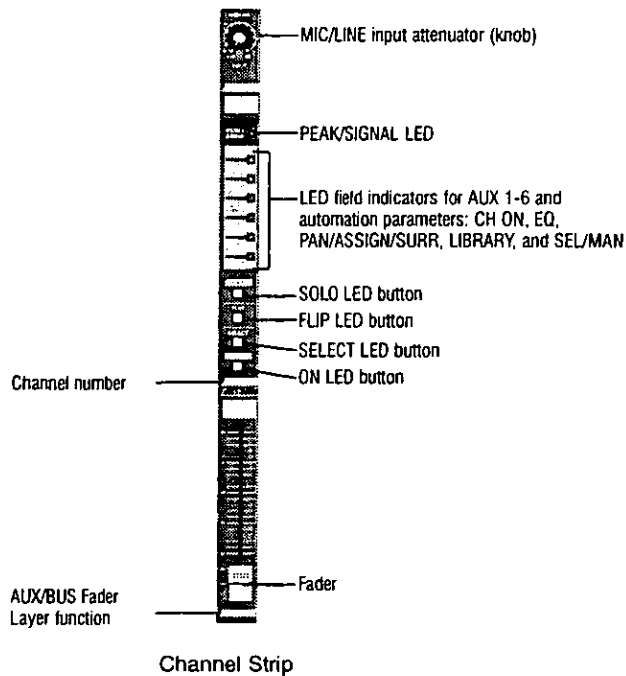 MIC/LINE input attenuator (knob)
PEAK/SIGNAL LED
LED field indicators for AUX 1-6 and
automation parameters: CH ON, EQ,
PAN/ASSIGN/SURR, LIBRARY, and SEL/MAN
SOLO LED button
FLIP LED button
SELECT LED button
ON LED button
Channel number
Fader
AUX/BUS Fader
Layer function
Channel Strip